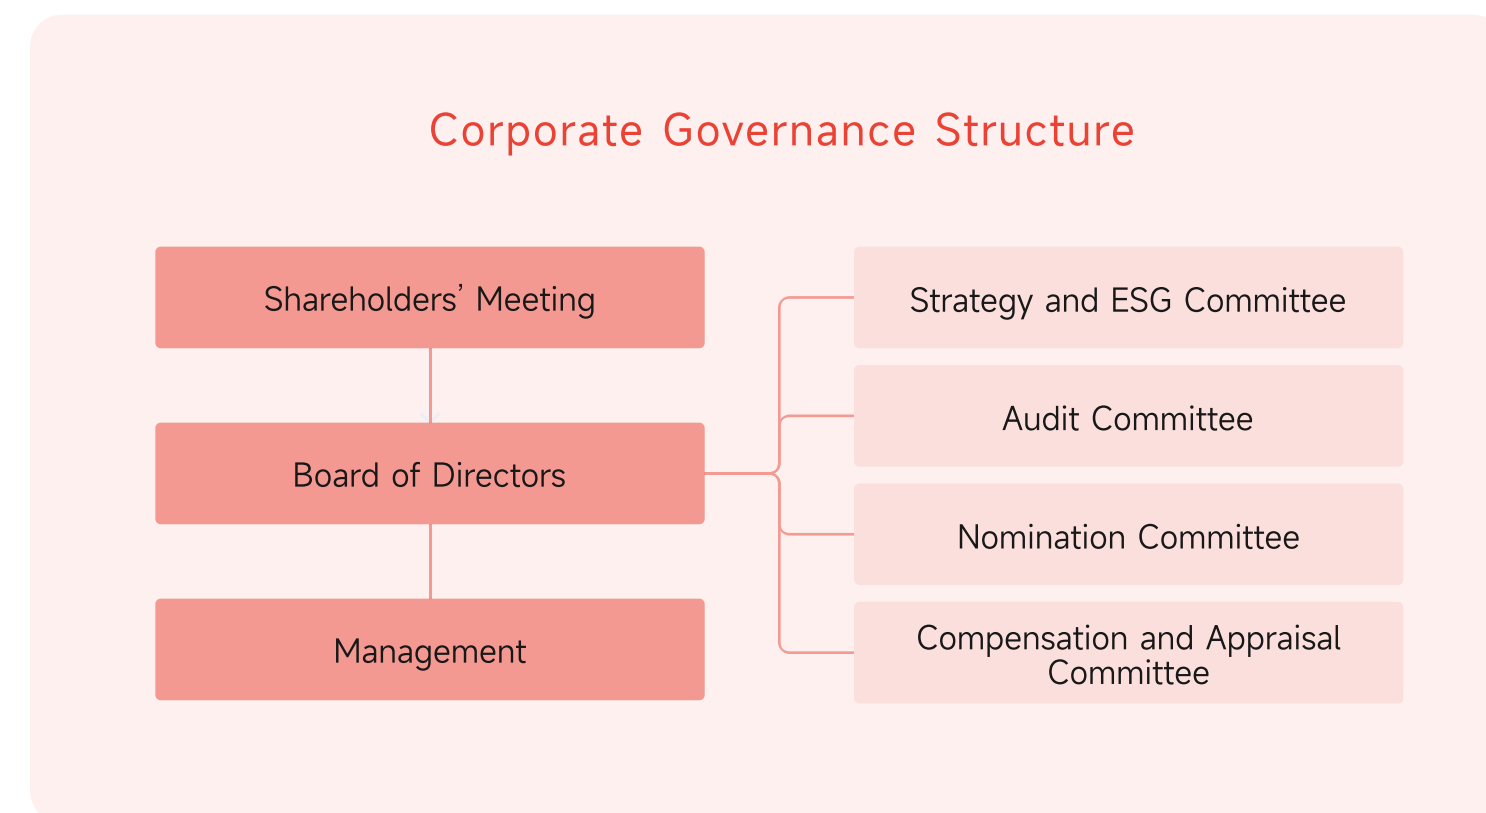 Corporate Governance Structure
Shareholders’ Meeting
Board of Directors
Management
Strategy and ESG Committee
Audit Committee
Nomination Committee
Compensation and Appraisal
Committee